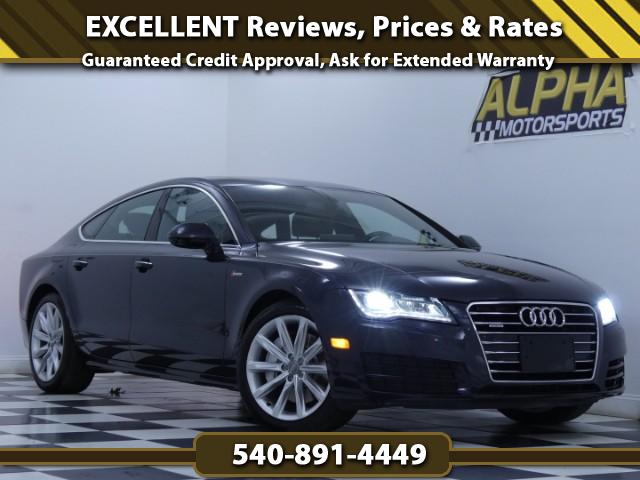 EXCELLENT Reviews, Prices & Rates
Guaranteed Credit Approval, Ask for Extended Warranty
ALPHA
MOTORSPORTS
540-891-4449